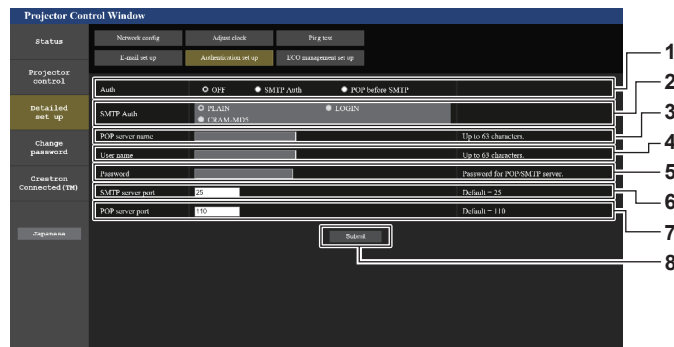 Projector Control Window
Status
Network config Adjust clock Ping test
E-mail set up Authentication set up ECO management set up
Projector control
Detailed set up
Change password
Crestron Connected(TM)
Japanese
Auth OFF SMTP Auth POP before SMTP
SMTP Auth PLAIN LOGIN
CRAM-MD5
POP server name Up to 63 characters.
User name Up to 63 characters.
Password Password for POP/SMTP server.
SMTP server port 25 Default = 25
POP server port 110 Default = 110
Submit
1
2
3
4
5
6
7
8